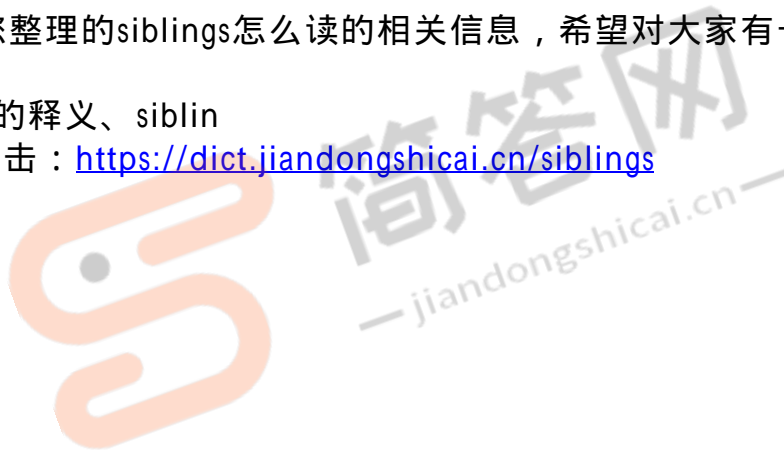 整理的siblings怎么读的相关信息，希望对大家有
的释义、siblin
击：https://dict.jiandongshicai.cn/siblings
简答网
jiandongshicai.cn